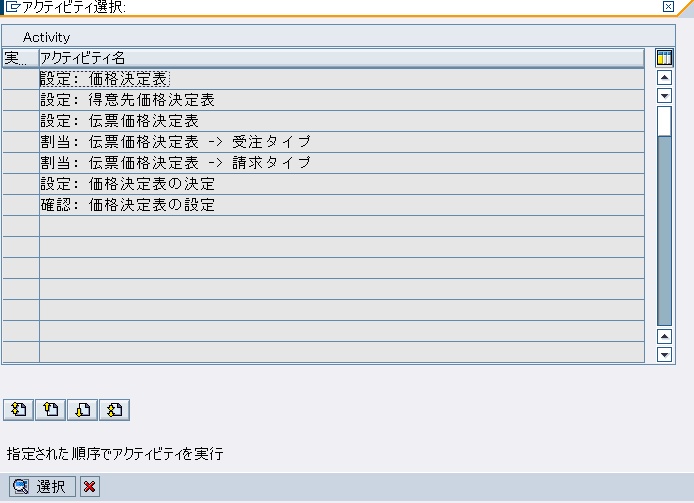 アクティビティ選択:
Activity
実... アクティビティ名
設定: 価格決定表
設定: 得意先価格決定表
設定: 伝票価格決定表
割当: 伝票価格決定表 -> 受注タイプ
割当: 伝票価格決定表 -> 請求タイプ
設定: 価格決定表の決定
確認: 価格決定表の設定
指定された順序でアクティビティを実行
選択